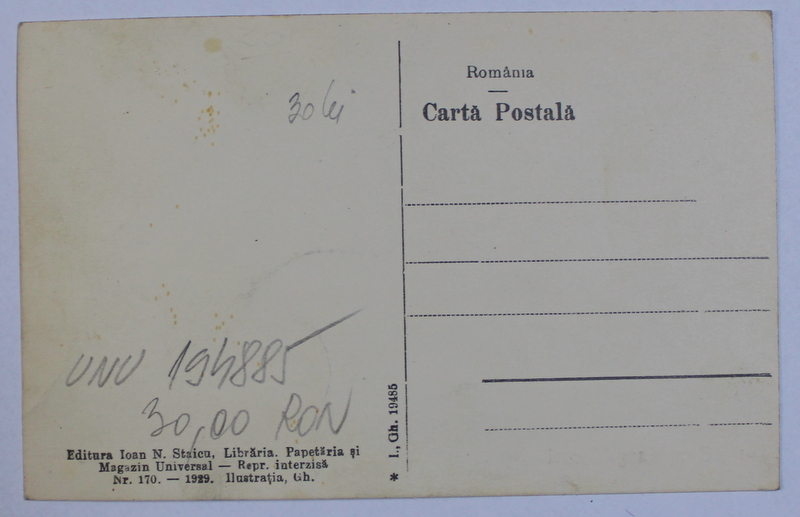 30 lei
România
Cartă Postală
UNU 194885
30,00 RON
Editura Ioan N. Staicu, Librăria. Papetăria și
Magazin Universal — Repr. interzisă
Nr. 170. — 1929. Ilustrația, Gh.
* I., Gh. 19485